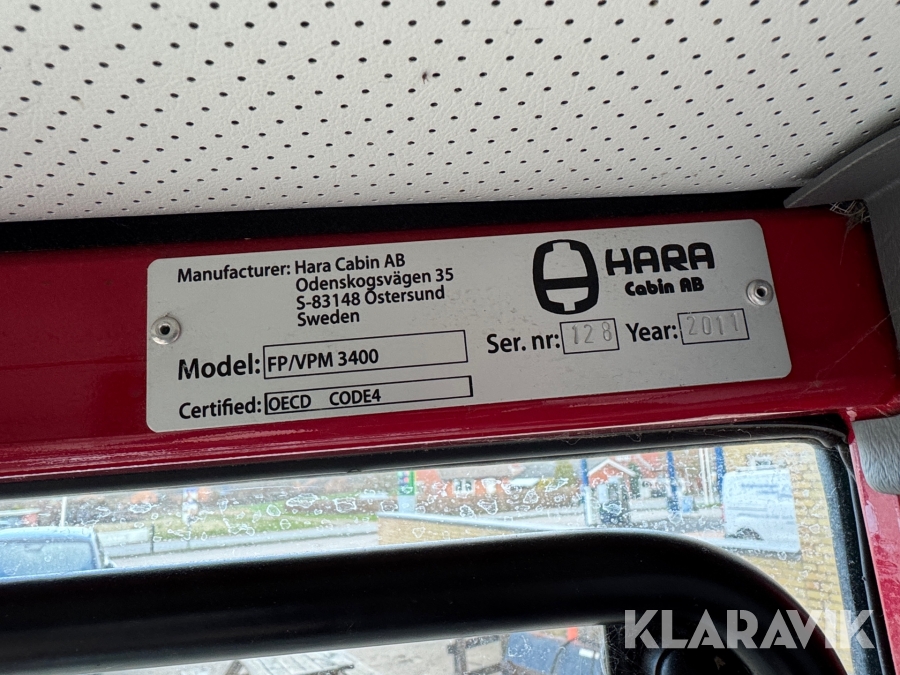 Manufacturer: Hara Cabin AB
Odenskogsvägen 35
S-83148 Östersund
Sweden
HARA
Cabin AB
Model: FP/VPM 3400
Ser. nr: 128 Year: 2011
Certified: OECD CODE4
KLARAVIK